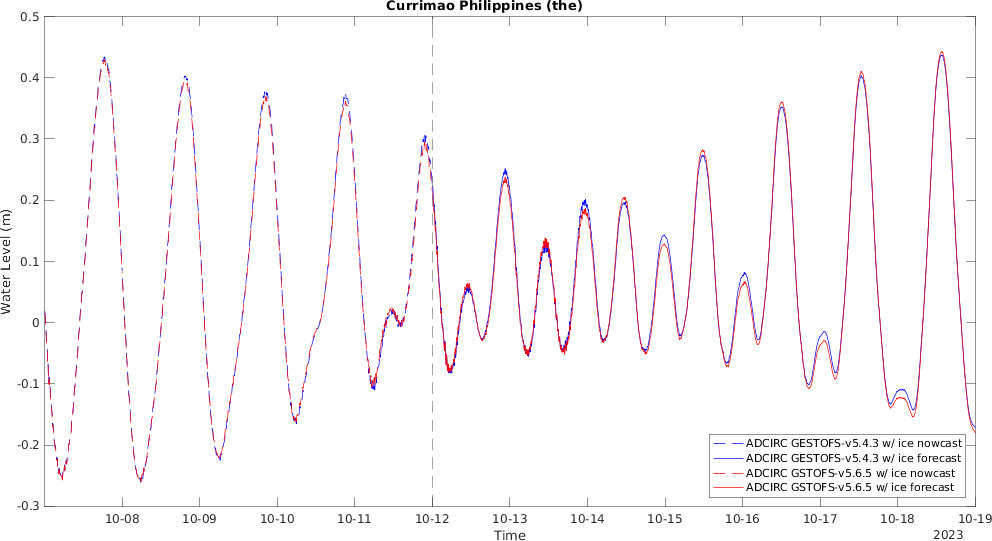 Currimao Philippines (the)
0.5
0.4
0.3
0.2
0.1
0
-0.1
-0.2
-0.3
Water Level (m)
10-08 10-09 10-10 10-11 10-12 10-13 10-14 10-15 10-16 10-17 10-18 10-19
Time
2023
ADCIRC GESTOFS-v5.4.3 w/ ice nowcast
ADCIRC GESTOFS-v5.4.3 w/ ice forecast
ADCIRC GSTOFS-v5.6.5 w/ ice nowcast
ADCIRC GSTOFS-v5.6.5 w/ ice forecast